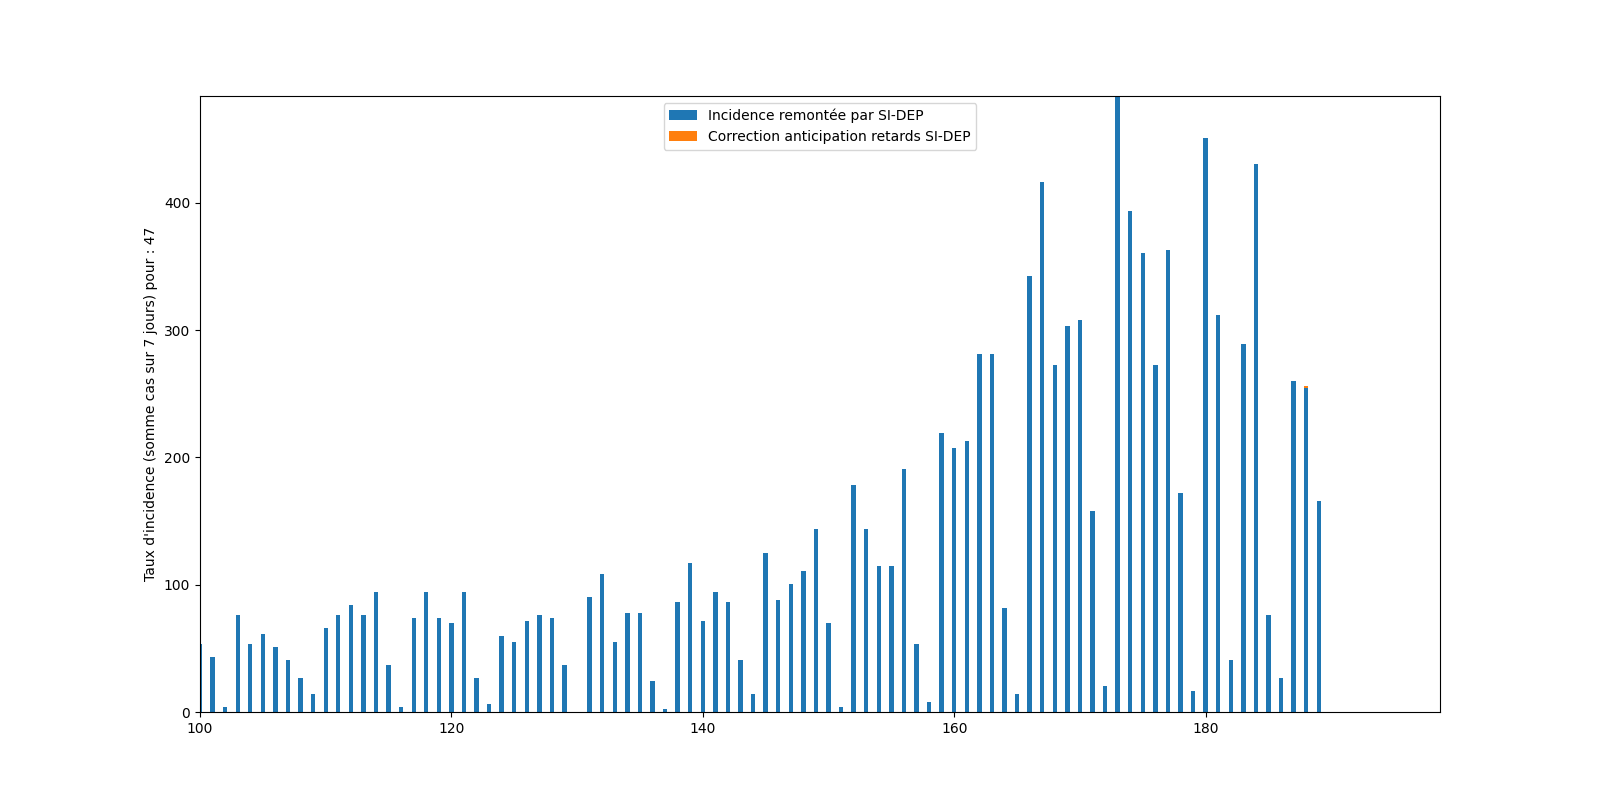 Incidence remontée par SI-DEP
Correction anticipation retards SI-DEP
Taux d'incidence (somme cas sur 7 jours) pour : 47
400
300
200
100
0
100 120 140 160 180